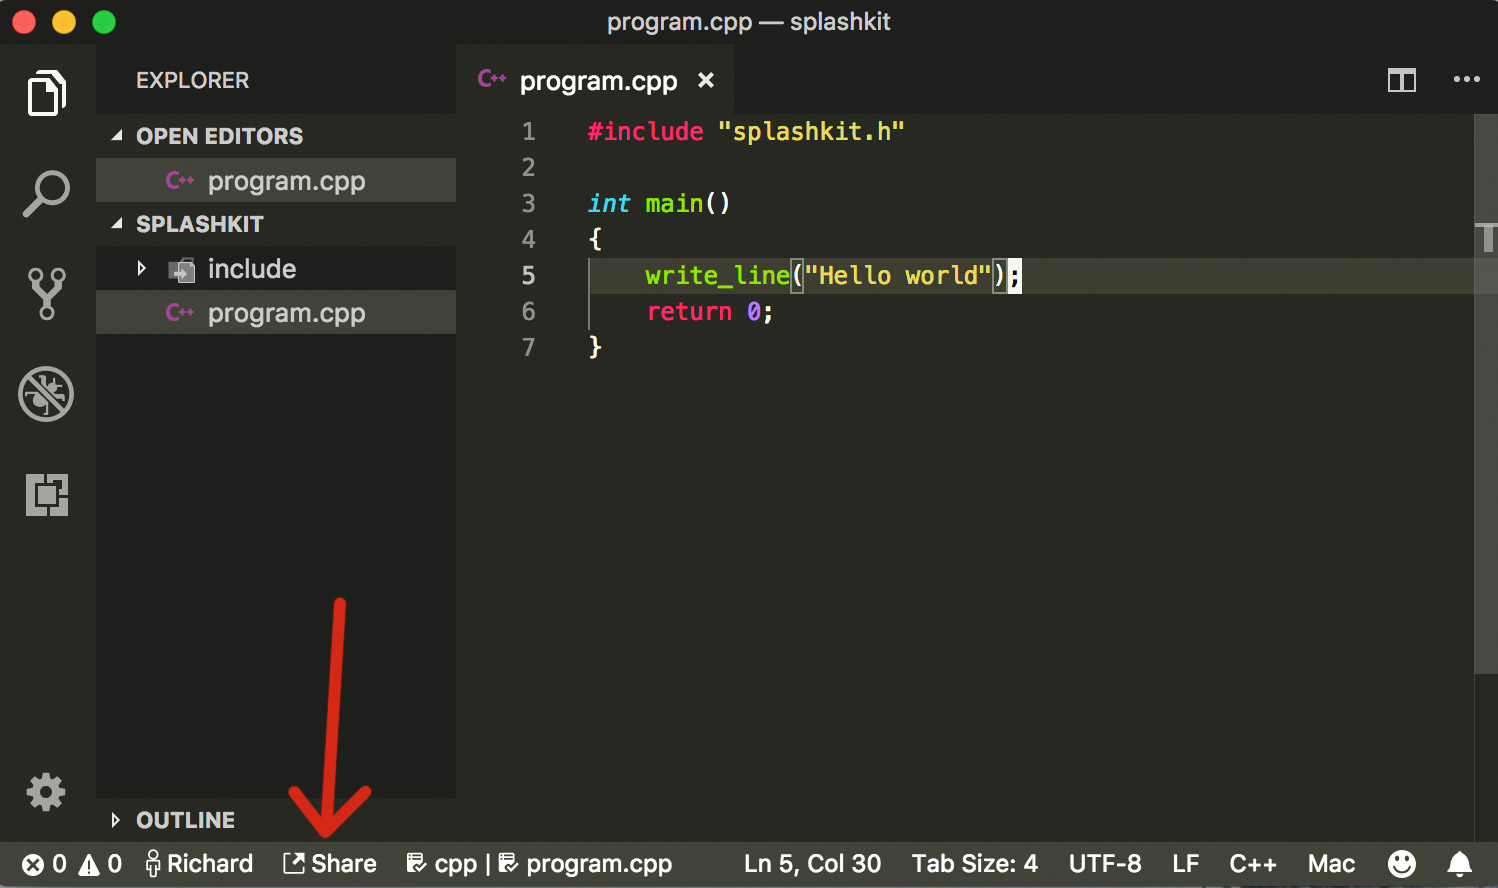 program.cpp — splashkit
EXPLORER
OPEN EDITORS
C++ program.cpp
SPLASHKIT
include
C++ program.cpp
OUTLINE
C++ program.cpp ×
1 #include "splashkit.h"
2
3 int main()
4 {
5 write_line("Hello world");
6 return 0;
7 }
0 0 Richard Share cpp | program.cpp Ln 5, Col 30 Tab Size: 4 UTF-8 LF C++ Mac